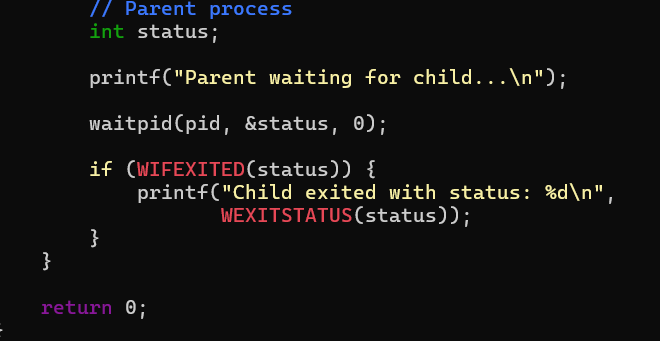 // Parent process
int status;
printf("Parent waiting for child...\n");
waitpid(pid, &status, 0);
if (WIFEXITED(status)) {
printf("Child exited with status: %d\n",
WEXITSTATUS(status));
}
}
return 0;
}